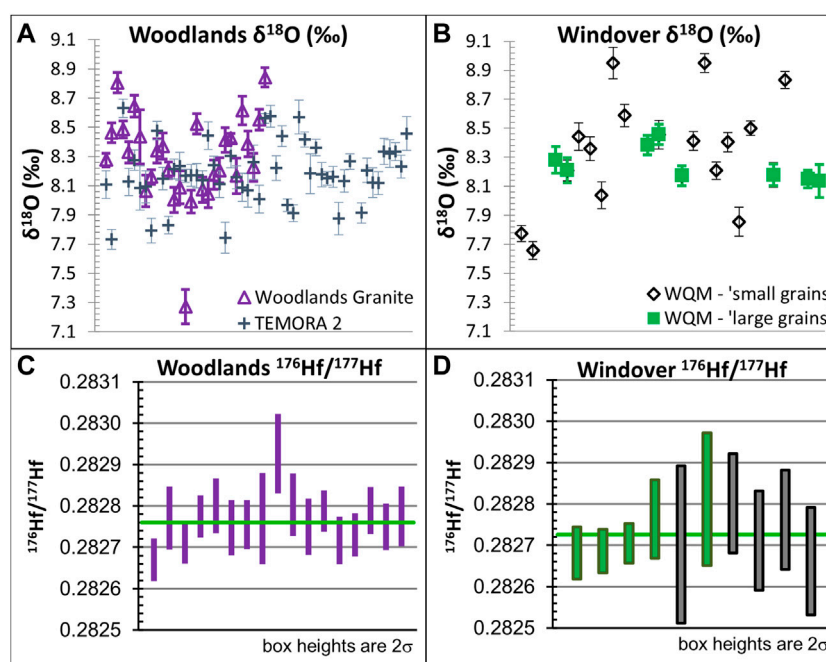 A
Woodlands δ¹⁸O (‰)
δ¹⁸O (‰)
9.1
8.9
8.7
8.5
8.3
8.1
7.9
7.7
7.5
7.3
7.1
Woodlands Granite
TEMORA 2
B
Windover δ¹⁸O (‰)
δ¹⁸O (‰)
9.1
8.9
8.7
8.5
8.3
8.1
7.9
7.7
7.5
7.3
7.1
WQM - 'small grains
WQM - 'large grains
C
Woodlands ¹⁷⁶Hf/¹⁷⁷Hf
¹⁷⁶Hf/¹⁷⁷Hf
0.2831
0.2830
0.2829
0.2828
0.2827
0.2826
0.2825
box heights are 2σ
D
Windover ¹⁷⁶Hf/¹⁷⁷Hf
¹⁷⁶Hf/¹⁷⁷Hf
0.2831
0.2830
0.2829
0.2828
0.2827
0.2826
0.2825
box heights are 2σ